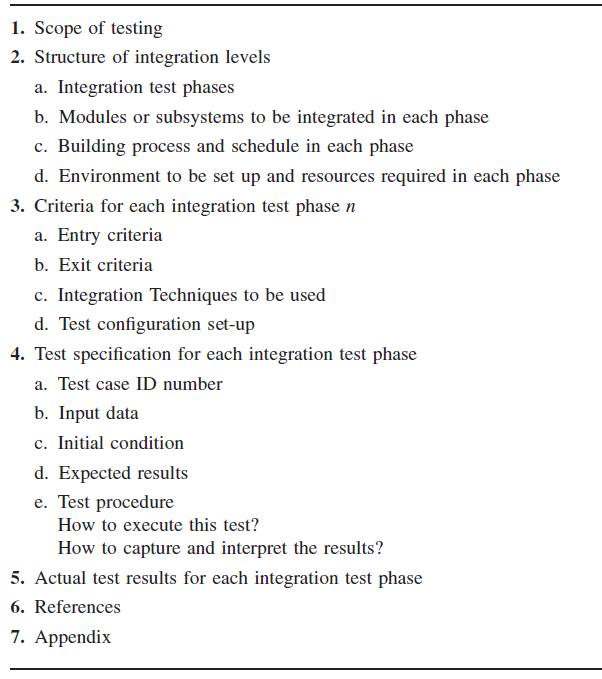 1. Scope of testing
2. Structure of integration levels
a. Integration test phases
b. Modules or subsystems to be integrated in each phase
c. Building process and schedule in each phase
d. Environment to be set up and resources required in each phase
3. Criteria for each integration test phase n
a. Entry criteria
b. Exit criteria
c. Integration Techniques to be used
d. Test configuration set-up
4. Test specification for each integration test phase
a. Test case ID number
b. Input data
c. Initial condition
d. Expected results
e. Test procedure
How to execute this test?
How to capture and interpret the results?
5. Actual test results for each integration test phase
6. References
7. Appendix